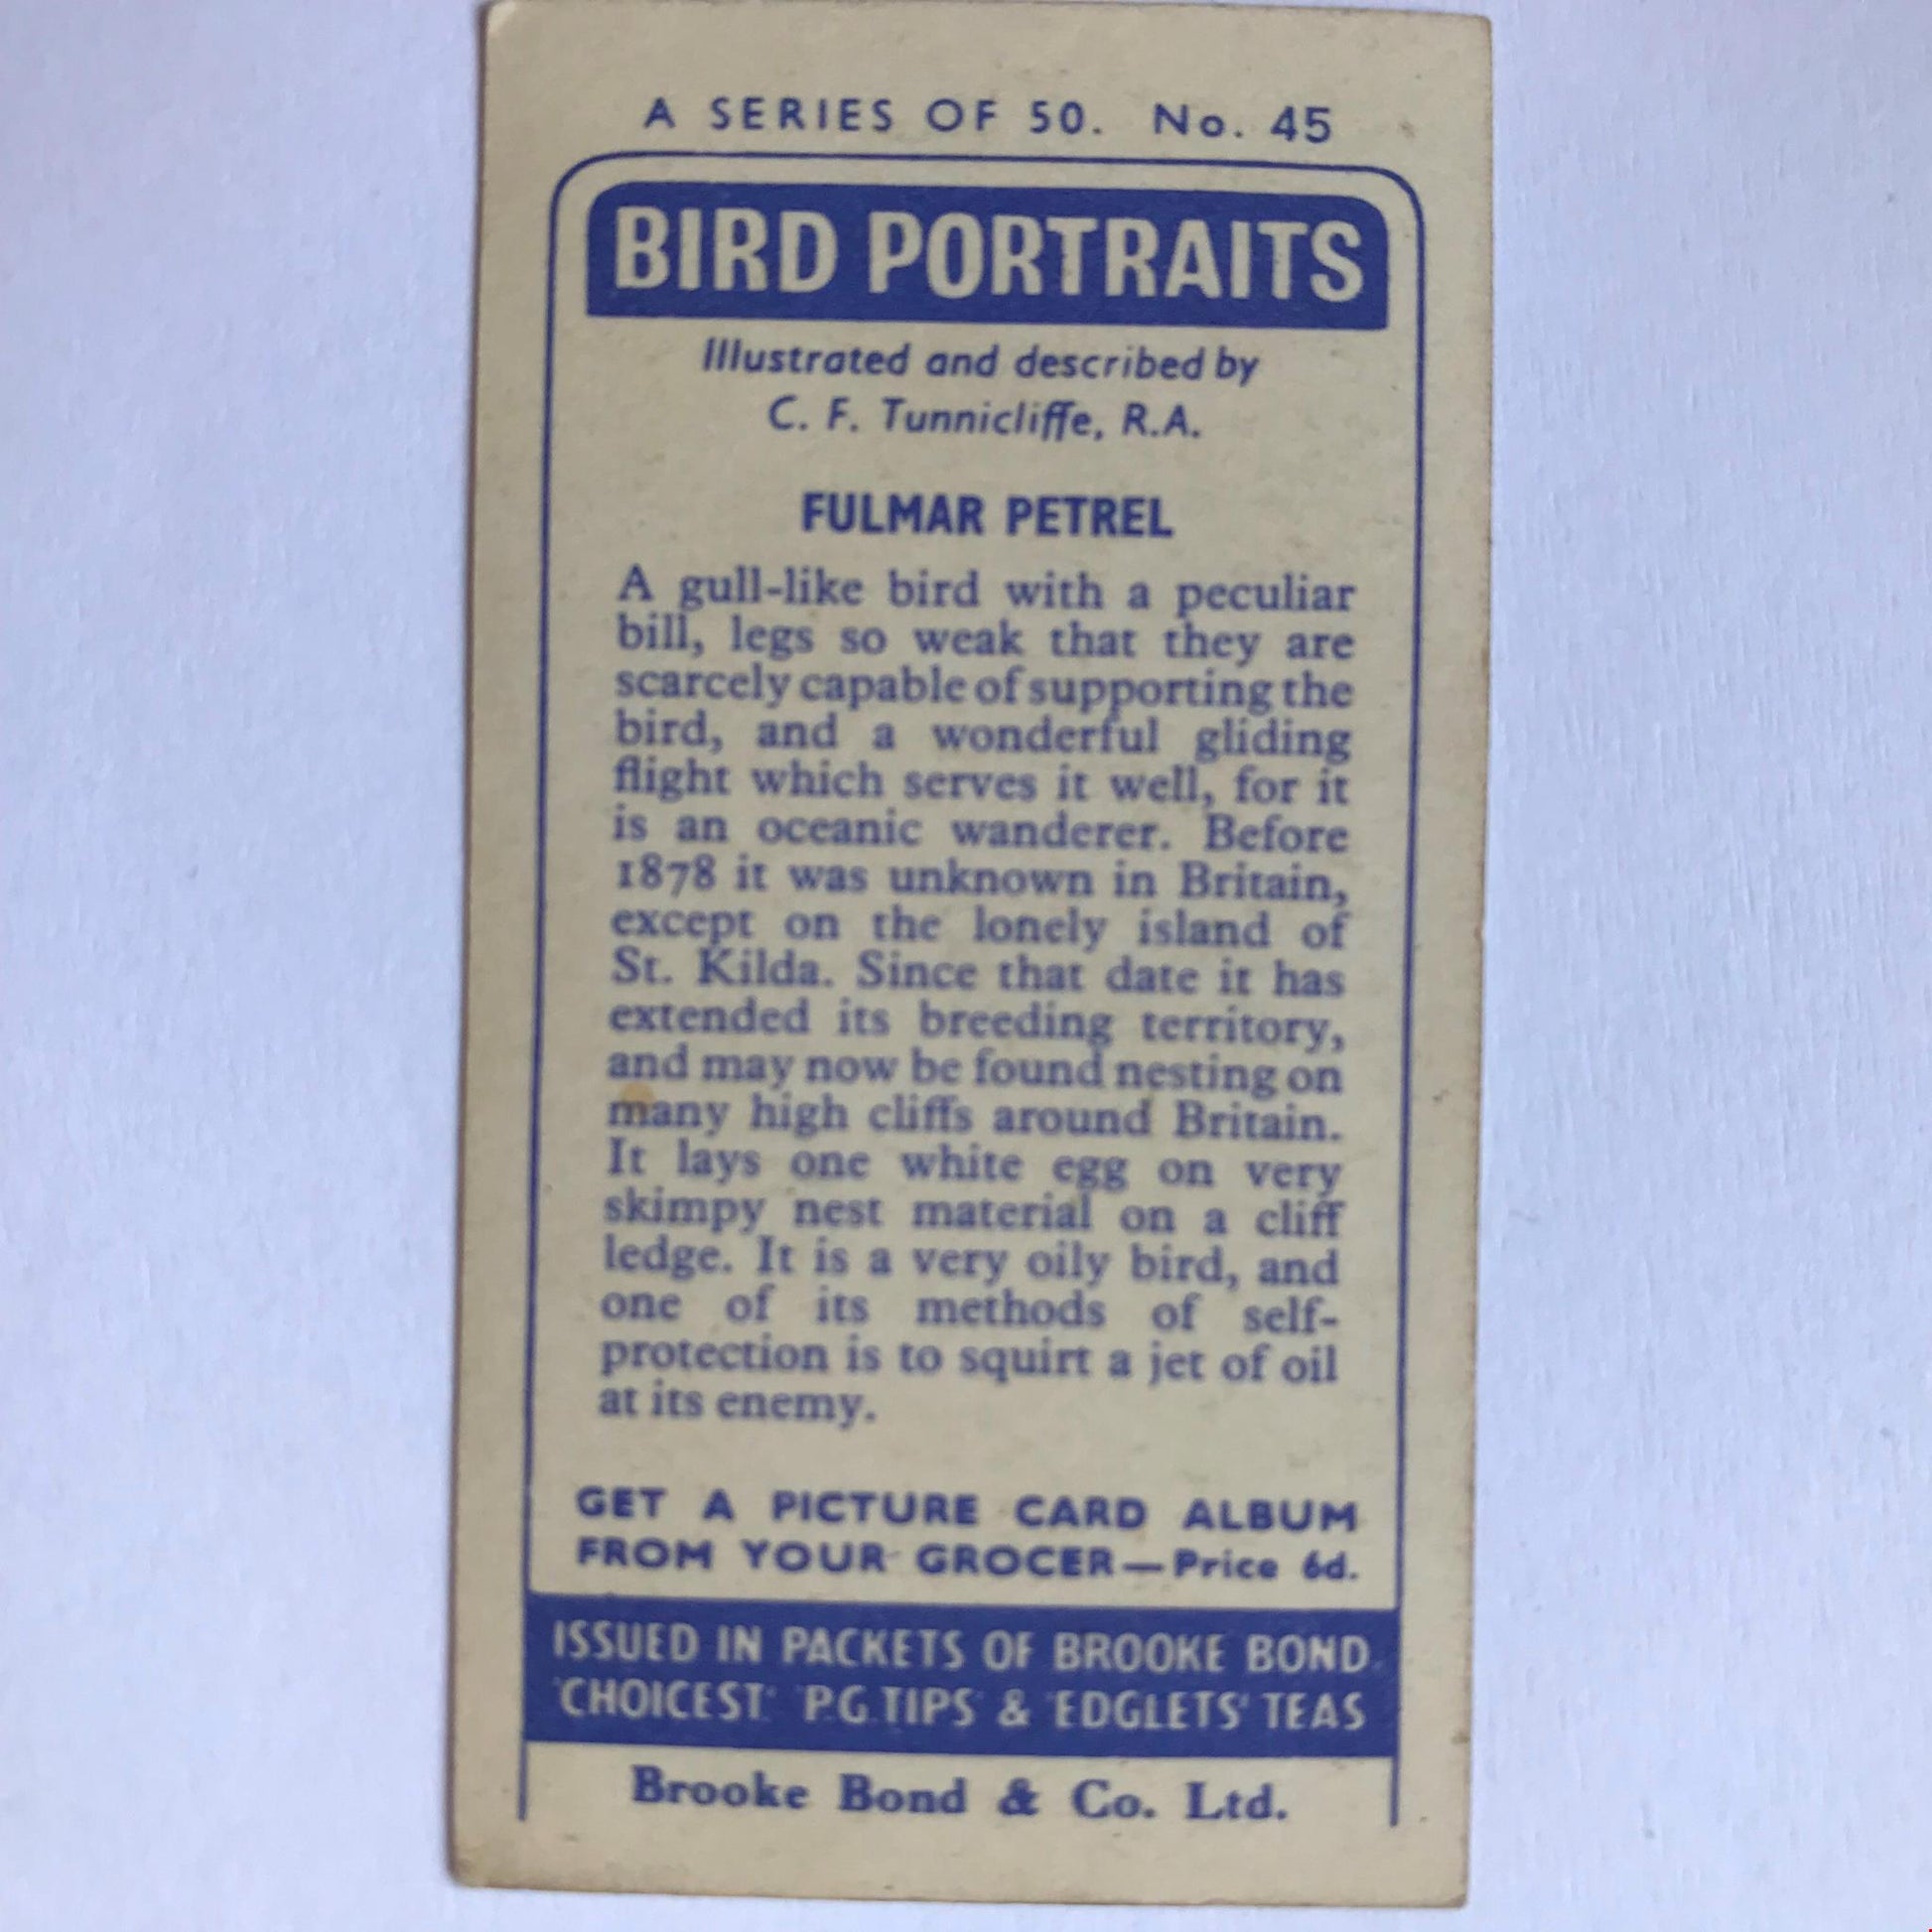 A SERIES OF 50. No. 45
BIRD PORTRAITS
Illustrated and described by
C. F. Tunnicliffe, R.A.
FULMAR PETREL
A gull-like bird with a peculiar
bill, legs so weak that they are
scarcely capable of supporting the
bird, and a wonderful gliding
flight which serves it well, for it
is an oceanic wanderer. Before
1878 it was unknown in Britain,
except on the lonely island of
St. Kilda. Since that date it has
extended its breeding territory,
and may now be found nesting on
many high cliffs around Britain.
It lays one white egg on very
skimpy nest material on a cliff
ledge. It is a very oily bird, and
one of its methods of self-
protection is to squirt a jet of oil
at its enemy.
GET A PICTURE CARD ALBUM
FROM YOUR GROCER—Price 6d.
ISSUED IN PACKETS OF BROOKE BOND
'CHOICEST' 'P.G. TIPS' & 'EDGLETS' TEAS
Brooke Bond & Co. Ltd.